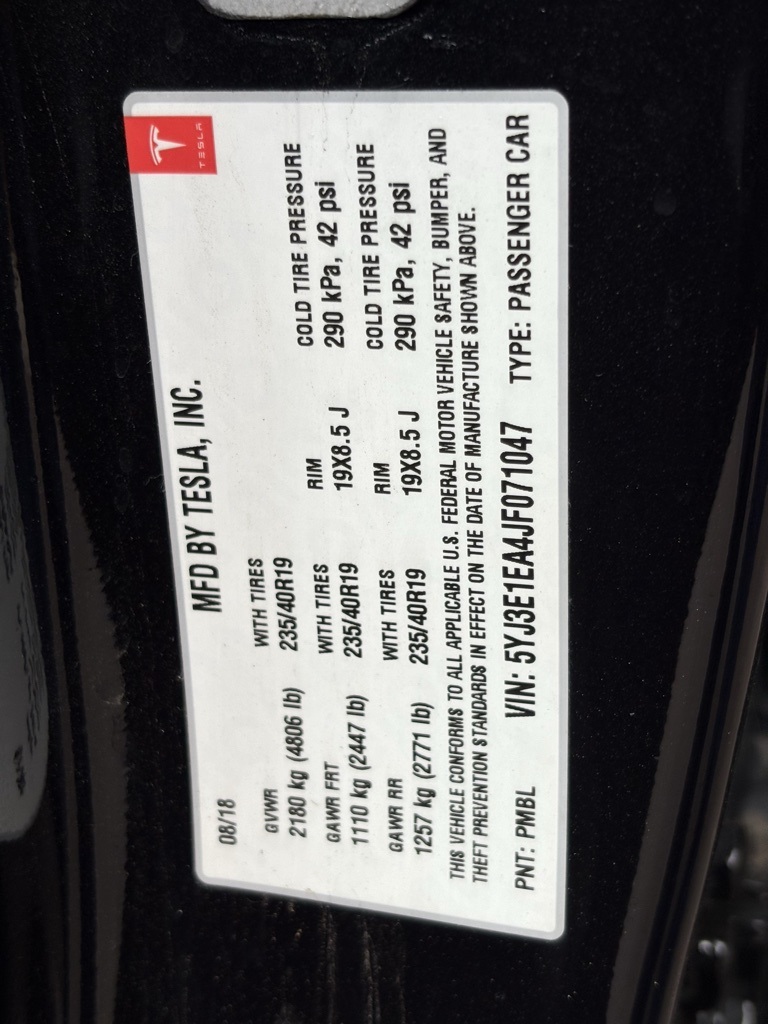 TESLA
MFD BY TESLA, INC.
08/18
GVWR WITH TIRES
2180 kg (4806 lb) 235/40R19
GAWR FRT WITH TIRES RIM COLD TIRE PRESSURE
1110 kg (2447 lb) 235/40R19 19X8.5 J 290 kPa, 42 psi
GAWR RR WITH TIRES RIM COLD TIRE PRESSURE
1257 kg (2771 lb) 235/40R19 19X8.5 J 290 kPa, 42 psi
THIS VEHICLE CONFORMS TO ALL APPLICABLE U.S. FEDERAL MOTOR VEHICLE SAFETY, BUMPER, AND
THEFT PREVENTION STANDARDS IN EFFECT ON THE DATE OF MANUFACTURE SHOWN ABOVE.
PNT: PMBL VIN: 5YJ3E1EA4JF071047 TYPE: PASSENGER CAR